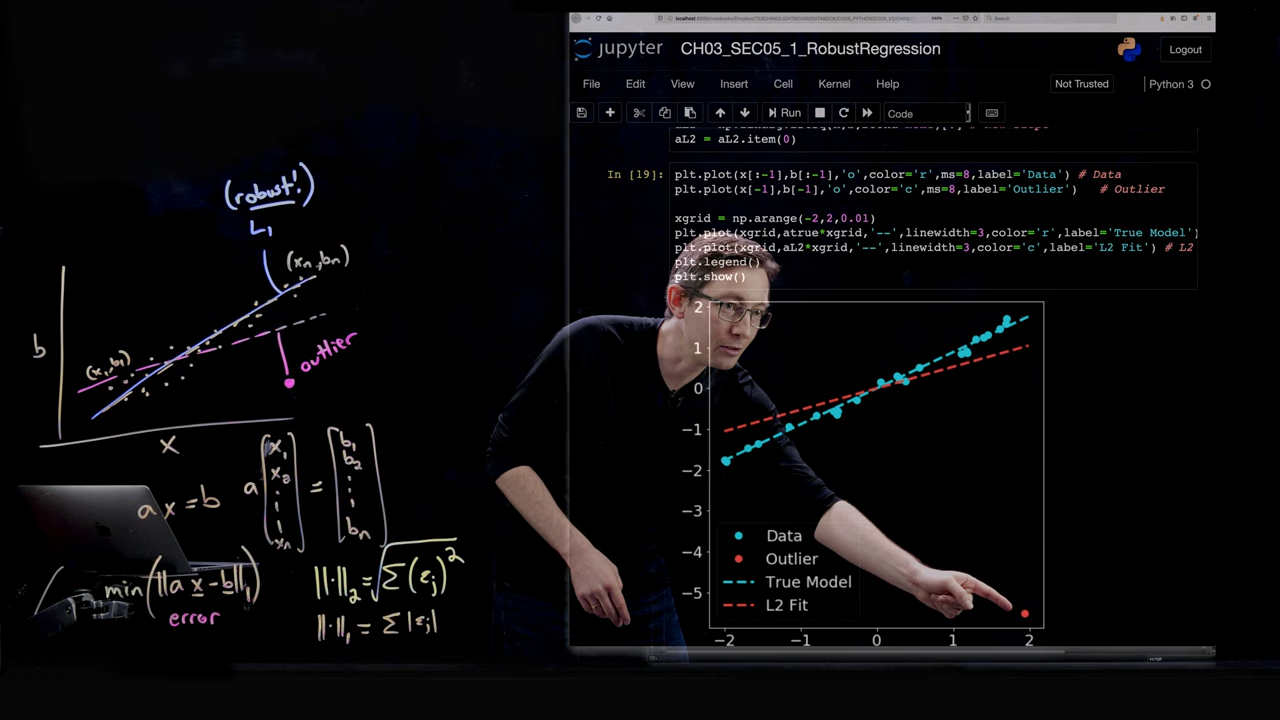 (robust!)
L₁
(xn, bn)
b
(x₁, b₁)
outlier
x
a x = b
a
x₁
x₂
xn
=
b₁
b₂
bn
min(||a x - b||₁)
error
||·||₂ = √Σ(εj)²
||·||₁ = Σ|εj|
Search
jupyter CH03_SEC05_1_RobustRegression
Logout
File Edit View Insert Cell Kernel Help
Not Trusted
Python 3
Run
Code
aL2 = aL2.item(0)
In [19]:
plt.plot(x[:-1],b[:-1],'o',color='r',ms=8,label='Data') # Data
plt.plot(x[-1],b[-1],'o',color='c',ms=8,label='Outlier') # Outlier
xgrid = np.arange(-2,2,0.01)
plt.plot(xgrid,atrue*xgrid,'--',linewidth=3,color='r',label='True Model')
plt.plot(xgrid,aL2*xgrid,'--',linewidth=3,color='c',label='L2 Fit') # L2
plt.legend()
plt.show()
2
1
0
−1
−2
−3
−4
−5
Data
Outlier
True Model
L2 Fit
−2 −1 0 1 2